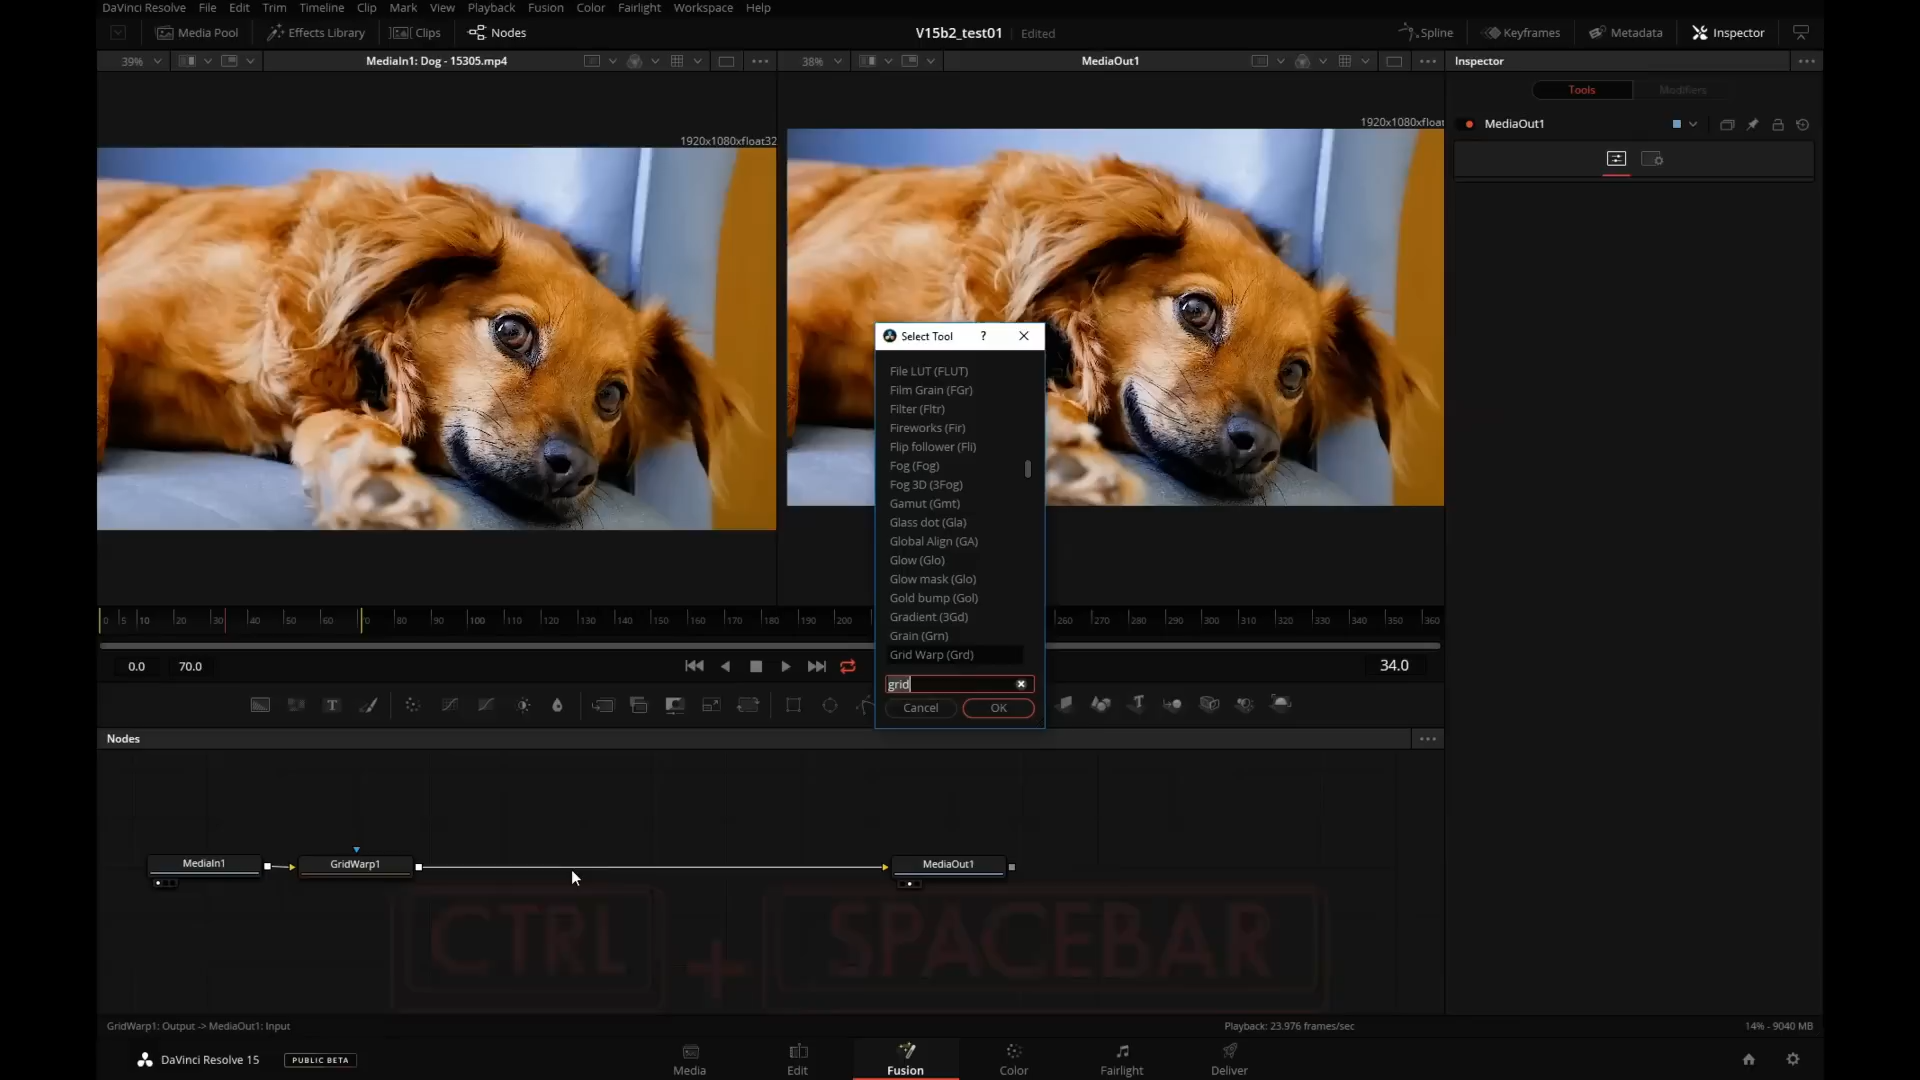 DaVinci Resolve File Edit Trim Timeline Clip Mark View Playback Fusion Color Fairlight Workspace Help
Media Pool Effects Library Clips Nodes V15b2_test01 Edited Spline Keyframes Metadata Inspector
39% MediaIn1: Dog - 15305.mp4 38% MediaOut1 Inspector
Tools Modifiers
MediaOut1
1920x1080xfloat32 1920x1080xfloat
Select Tool ?
File LUT (FLUT)
Film Grain (FGr)
Filter (Fltr)
Fireworks (Fir)
Flip follower (Fli)
Fog (Fog)
Fog 3D (3Fog)
Gamut (Gmt)
Glass dot (Gla)
Global Align (GA)
Glow (Glo)
Glow mask (Glo)
Gold bump (Gol)
Gradient (3Gd)
Grain (Grn)
Grid Warp (Grd)
grid
Cancel OK
0 5 10 20 30 40 50 60 70 80 90 100 110 120 130 140 150 160 170 180 190 200 260 270 280 290 300 310 320 330 340 350 360
0.0 70.0 34.0
Nodes
MediaIn1 GridWarp1 MediaOut1
CTRL + SPACEBAR
GridWarp1: Output -> MediaOut1: Input Playback: 23.976 frames/sec 14% - 9040 MB
DaVinci Resolve 15 PUBLIC BETA Media Edit Fusion Color Fairlight Deliver